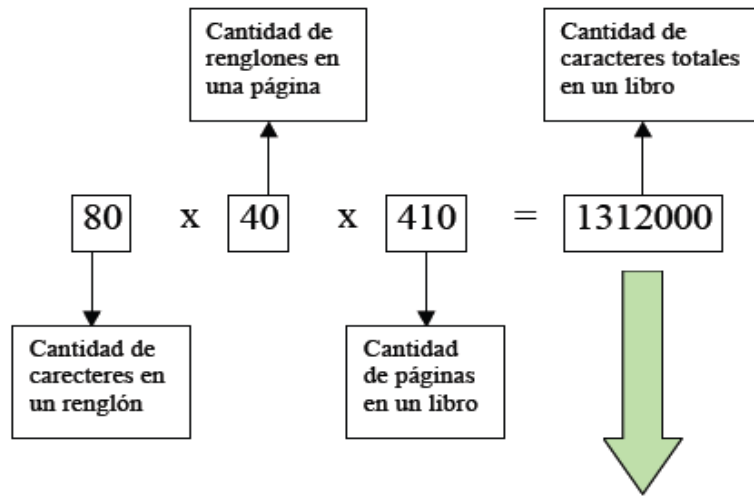 Cantidad de
renglones en
una página
Cantidad de
caracteres totales
en un libro
80 x 40 x 410 = 1312000
Cantidad de
carecteres en
un renglón
Cantidad
de páginas
en un libro